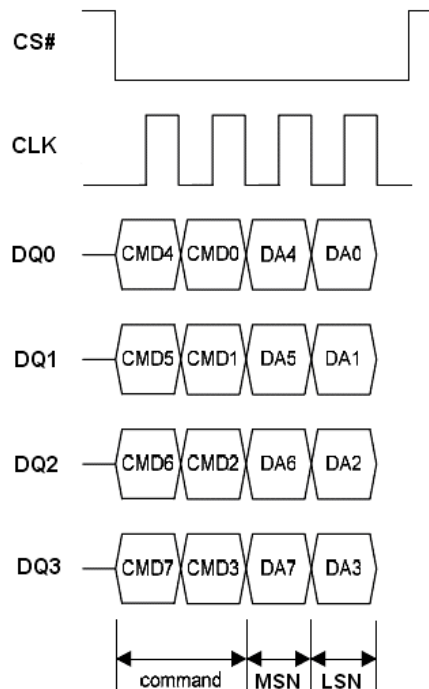 CS#
CLK
DQ0 CMD4 CMD0 DA4 DA0
DQ1 CMD5 CMD1 DA5 DA1
DQ2 CMD6 CMD2 DA6 DA2
DQ3 CMD7 CMD3 DA7 DA3
command MSN LSN